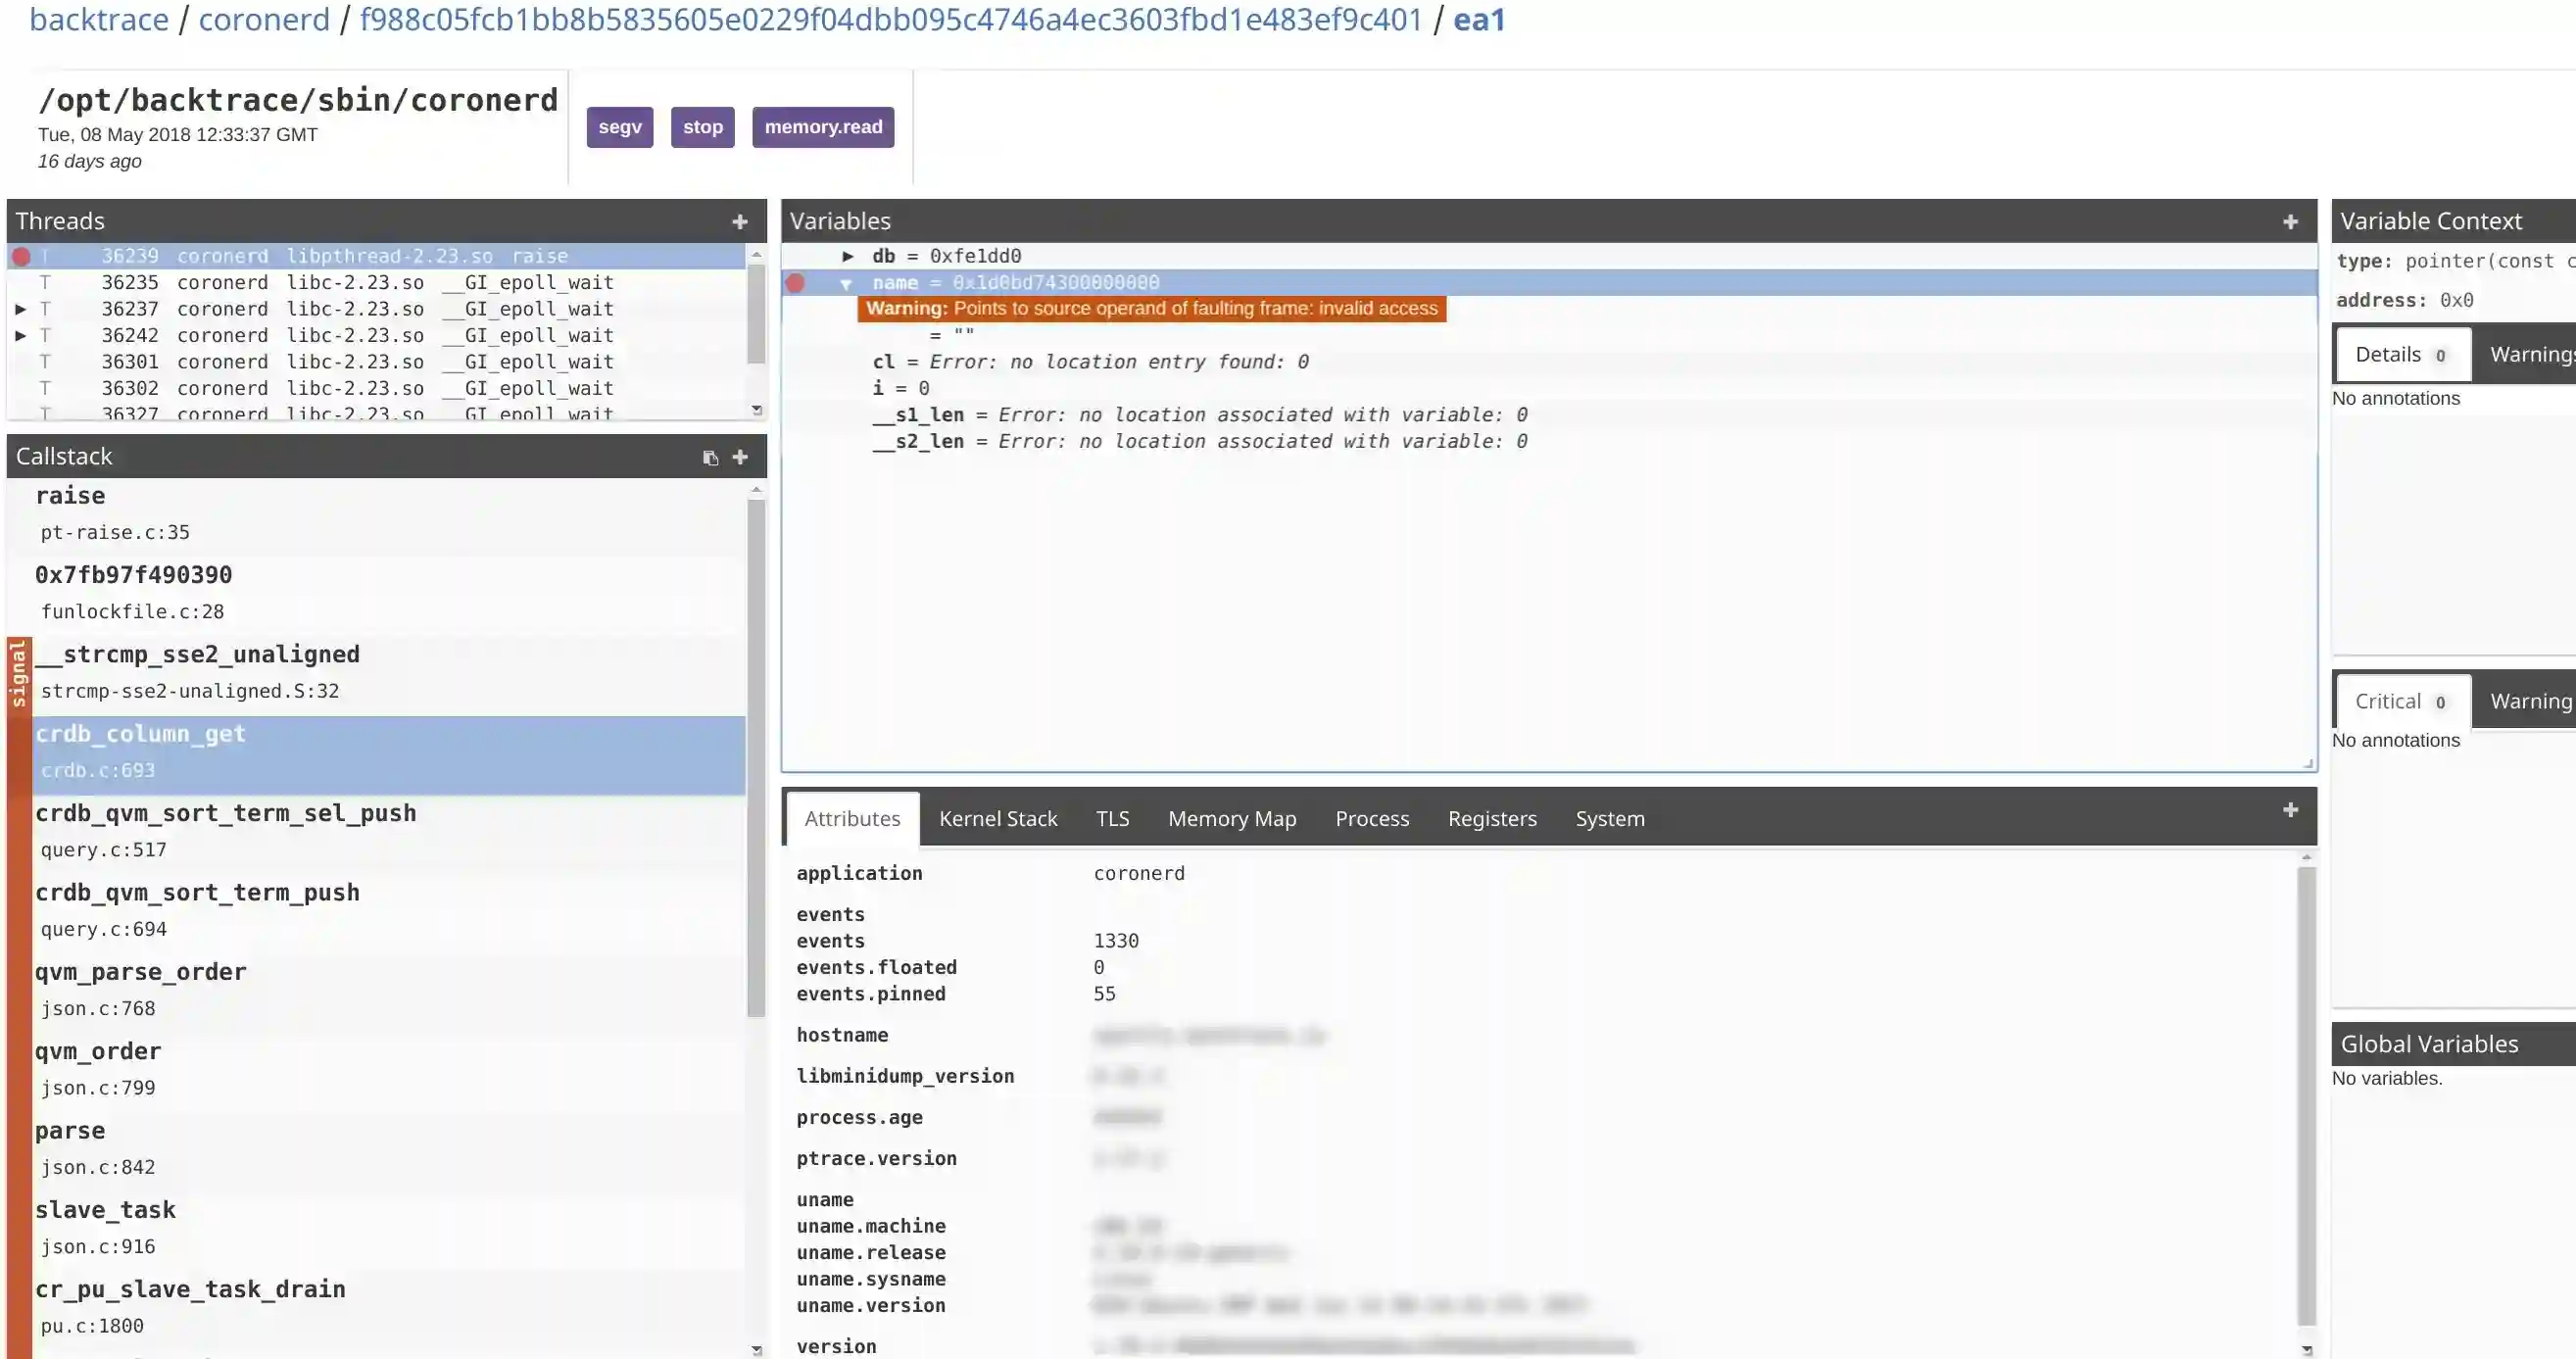 backtrace / coronerd / f988c05fcb1bb8b5835605e0229f04dbb095c4746a4ec3603fbd1e483ef9c401 / ea1
/opt/backtrace/sbin/coronerd
Tue, 08 May 2018 12:33:37 GMT
16 days ago
segv stop memory.read
Threads
T 36239 coronerd libpthread-2.23.so raise
T 36235 coronerd libc-2.23.so __GI_epoll_wait
T 36237 coronerd libc-2.23.so __GI_epoll_wait
T 36242 coronerd libc-2.23.so __GI_epoll_wait
T 36301 coronerd libc-2.23.so __GI_epoll_wait
T 36302 coronerd libc-2.23.so __GI_epoll_wait
T 36327 coronerd libc-2.23.so __GI_epoll_wait
Callstack
raise
pt-raise.c:35
0x7fb97f490390
funlockfile.c:28
signal
__strcmp_sse2_unaligned
strcmp-sse2-unaligned.S:32
crdb_column_get
crdb.c:693
crdb_qvm_sort_term_sel_push
query.c:517
crdb_qvm_sort_term_push
query.c:694
qvm_parse_order
json.c:768
qvm_order
json.c:799
parse
json.c:842
slave_task
json.c:916
cr_pu_slave_task_drain
pu.c:1800
Variables
db = 0xfe1dd0
name = 0x1d0bd74300000000
Warning: Points to source operand of faulting frame: invalid access
= ""
cl = Error: no location entry found: 0
i = 0
__s1_len = Error: no location associated with variable: 0
__s2_len = Error: no location associated with variable: 0
Attributes Kernel Stack TLS Memory Map Process Registers System
application coronerd
events
events 1330
events.floated 0
events.pinned 55
hostname
libminidump_version
process.age
ptrace.version
uname
uname.machine
uname.release
uname.sysname
uname.version
version
Variable Context
type: pointer(const c
address: 0x0
Details 0 Warnings
No annotations
Critical 0 Warning
No annotations
Global Variables
No variables.